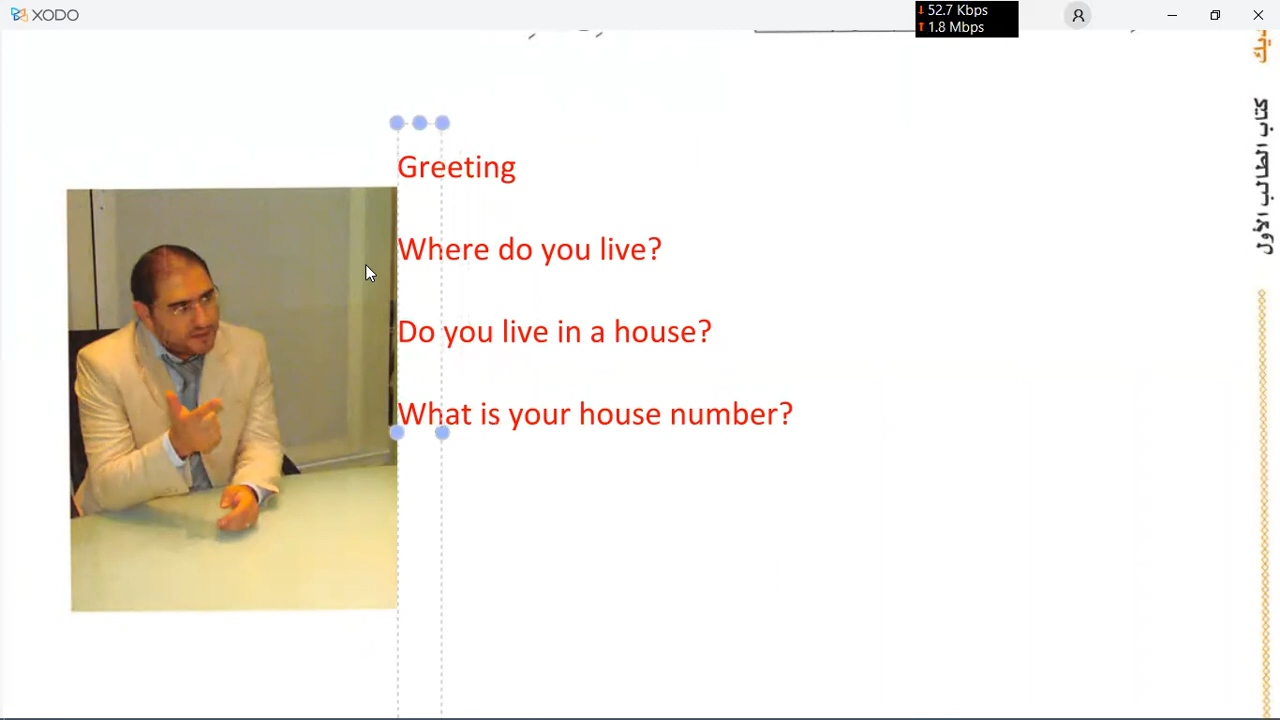 XODO
↓ 52.7 Kbps
↑ 1.8 Mbps
Greeting
Where do you live?
Do you live in a house?
What is your house number?
كتاب الطالب الأول